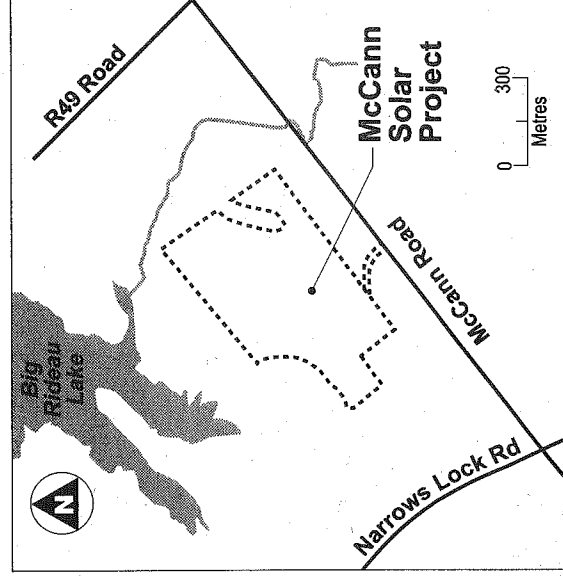 R49 Road
Big
Rideau
Lake
N
McCann
Solar
Project
McCann Road
Narrows Lock Rd
0 300
Metres